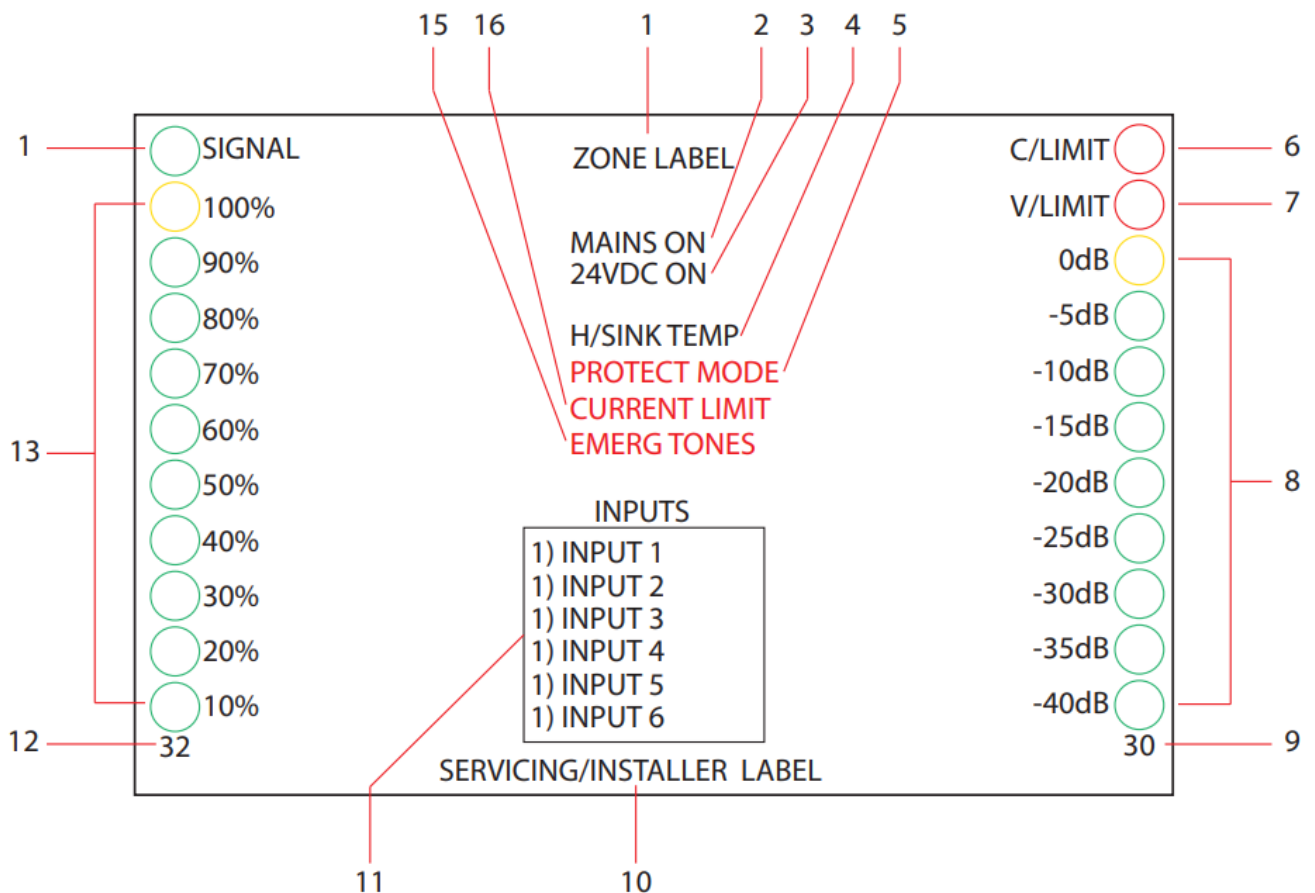 15 16 1 2 3 4 5
1 SIGNAL ZONE LABEL C/LIMIT 6
100% V/LIMIT 7
MAINS ON
90% 24VDC ON 0dB
80% -5dB
H/SINK TEMP
70% PROTECT MODE -10dB
CURRENT LIMIT
60% EMERG TONES -15dB
13
50% -20dB 8
INPUTS
40% 1) INPUT 1 -25dB
1) INPUT 2
30% 1) INPUT 3 -30dB
20% 1) INPUT 4 -35dB
1) INPUT 5
10% 1) INPUT 6 -40dB
12 32 30 9
SERVICING/INSTALLER LABEL
11 10